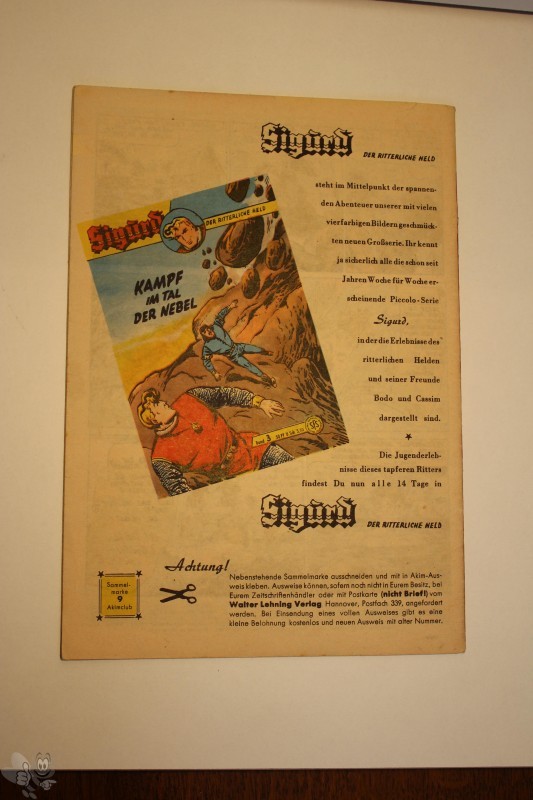 Sigurd DER RITTERLICHE HELD
steht im Mittelpunkt der spannen-
den Abenteuer unserer mit vielen
vierfarbigen Bildern geschmück-
ten neuen Großserie. Ihr kennt
ja sicherlich alle die schon seit
Jahren Woche für Woche er-
scheinende Piccolo-Serie
Sigurd,
in der die Erlebnisse des
ritterlichen Helden
und seiner Freunde
Bodo und Cassim
dargestellt sind.
Die Jugenderleb-
nisse dieses tapferen Ritters
findest Du nun alle 14 Tage in
Sigurd DER RITTERLICHE HELD
Sigurd DER RITTERLICHE HELD
KAMPF
IM TAL
DER NEBEL
Band 3
Achtung!
Nebenstehende Sammelmarke ausschneiden und mit in Akim-Aus-
weis kleben. Ausweise können, sofern noch nicht in Eurem Besitz, bei
Eurem Zeitschriftenhändler oder mit Postkarte (nicht Brief!) vom
Walter Lehning Verlag Hannover, Postfach 339, angefordert
werden. Bei Einsendung eines vollen Ausweises gibt es eine
kleine Belohnung kostenlos und neuen Ausweis mit alter Nummer.
Sammel-
marke
9
Akimclub